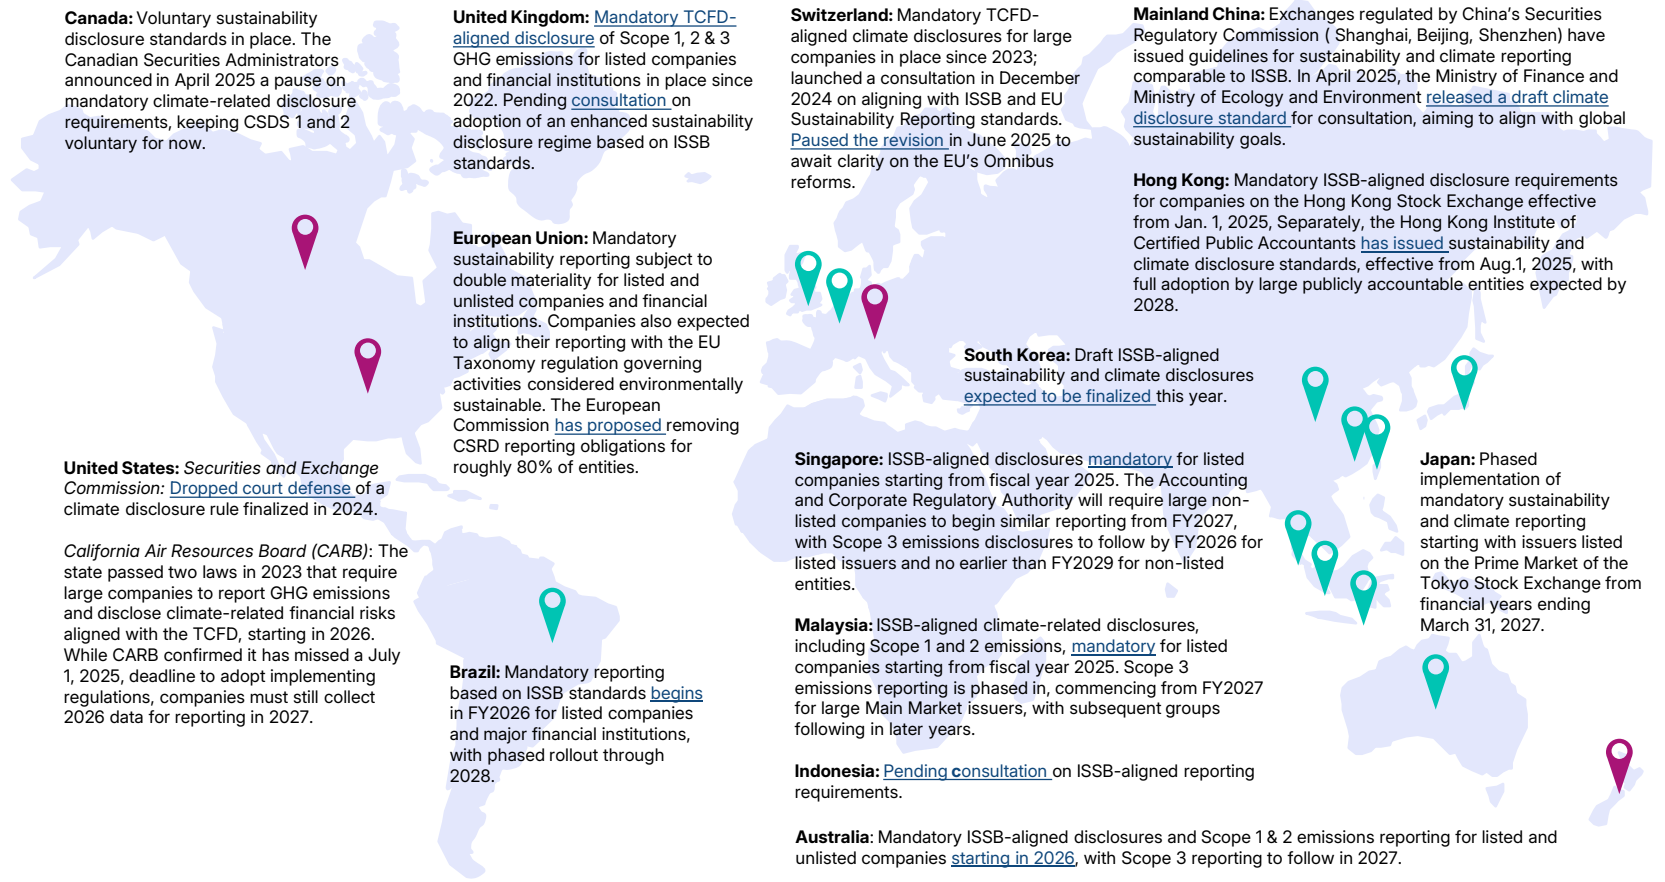 Canada: Voluntary sustainability
disclosure standards in place. The
Canadian Securities Administrators
announced in April 2025 a pause on
mandatory climate-related disclosure
requirements, keeping CSDS 1 and 2
voluntary for now.
United Kingdom: Mandatory TCFD-
aligned disclosure of Scope 1, 2 & 3
GHG emissions for listed companies
and financial institutions in place since
2022. Pending consultation on
adoption of an enhanced sustainability
disclosure regime based on ISSB
standards.
Switzerland: Mandatory TCFD-
aligned climate disclosures for large
companies in place since 2023;
launched a consultation in December
2024 on aligning with ISSB and EU
Sustainability Reporting standards.
Paused the revision in June 2025 to
await clarity on the EU's Omnibus
reforms.
Mainland China: Exchanges regulated by China's Securities
Regulatory Commission ( Shanghai, Beijing, Shenzhen) have
issued guidelines for sustainability and climate reporting
comparable to ISSB. In April 2025, the Ministry of Finance and
Ministry of Ecology and Environment released a draft climate
disclosure standard for consultation, aiming to align with global
sustainability goals.
Hong Kong: Mandatory ISSB-aligned disclosure requirements
for companies on the Hong Kong Stock Exchange effective
from Jan. 1, 2025, Separately, the Hong Kong Institute of
Certified Public Accountants has issued sustainability and
climate disclosure standards, effective from Aug.1, 2025, with
full adoption by large publicly accountable entities expected by
2028.
European Union: Mandatory
sustainability reporting subject to
double materiality for listed and
unlisted companies and financial
institutions. Companies also expected
to align their reporting with the EU
Taxonomy regulation governing
activities considered environmentally
sustainable. The European
Commission has proposed removing
CSRD reporting obligations for
roughly 80% of entities.
South Korea: Draft ISSB-aligned
sustainability and climate disclosures
expected to be finalized this year.
United States: Securities and Exchange
Commission: Dropped court defense of a
climate disclosure rule finalized in 2024.
California Air Resources Board (CARB): The
state passed two laws in 2023 that require
large companies to report GHG emissions
and disclose climate-related financial risks
aligned with the TCFD, starting in 2026.
While CARB confirmed it has missed a July
1, 2025, deadline to adopt implementing
regulations, companies must still collect
2026 data for reporting in 2027.
Brazil: Mandatory reporting
based on ISSB standards begins
in FY2026 for listed companies
and major financial institutions,
with phased rollout through
2028.
Singapore: ISSB-aligned disclosures mandatory for listed
companies starting from fiscal year 2025. The Accounting
and Corporate Regulatory Authority will require large non-
listed companies to begin similar reporting from FY2027,
with Scope 3 emissions disclosures to follow by FY2026 for
listed issuers and no earlier than FY2029 for non-listed
entities.
Malaysia: ISSB-aligned climate-related disclosures,
including Scope 1 and 2 emissions, mandatory for listed
companies starting from fiscal year 2025. Scope 3
emissions reporting is phased in, commencing from FY2027
for large Main Market issuers, with subsequent groups
following in later years.
Indonesia: Pending consultation on ISSB-aligned reporting
requirements.
Japan: Phased
implementation of
mandatory sustainability
and climate reporting
starting with issuers listed
on the Prime Market of the
Tokyo Stock Exchange from
financial years ending
March 31, 2027.
Australia: Mandatory ISSB-aligned disclosures and Scope 1 & 2 emissions reporting for listed and
unlisted companies starting in 2026, with Scope 3 reporting to follow in 2027.